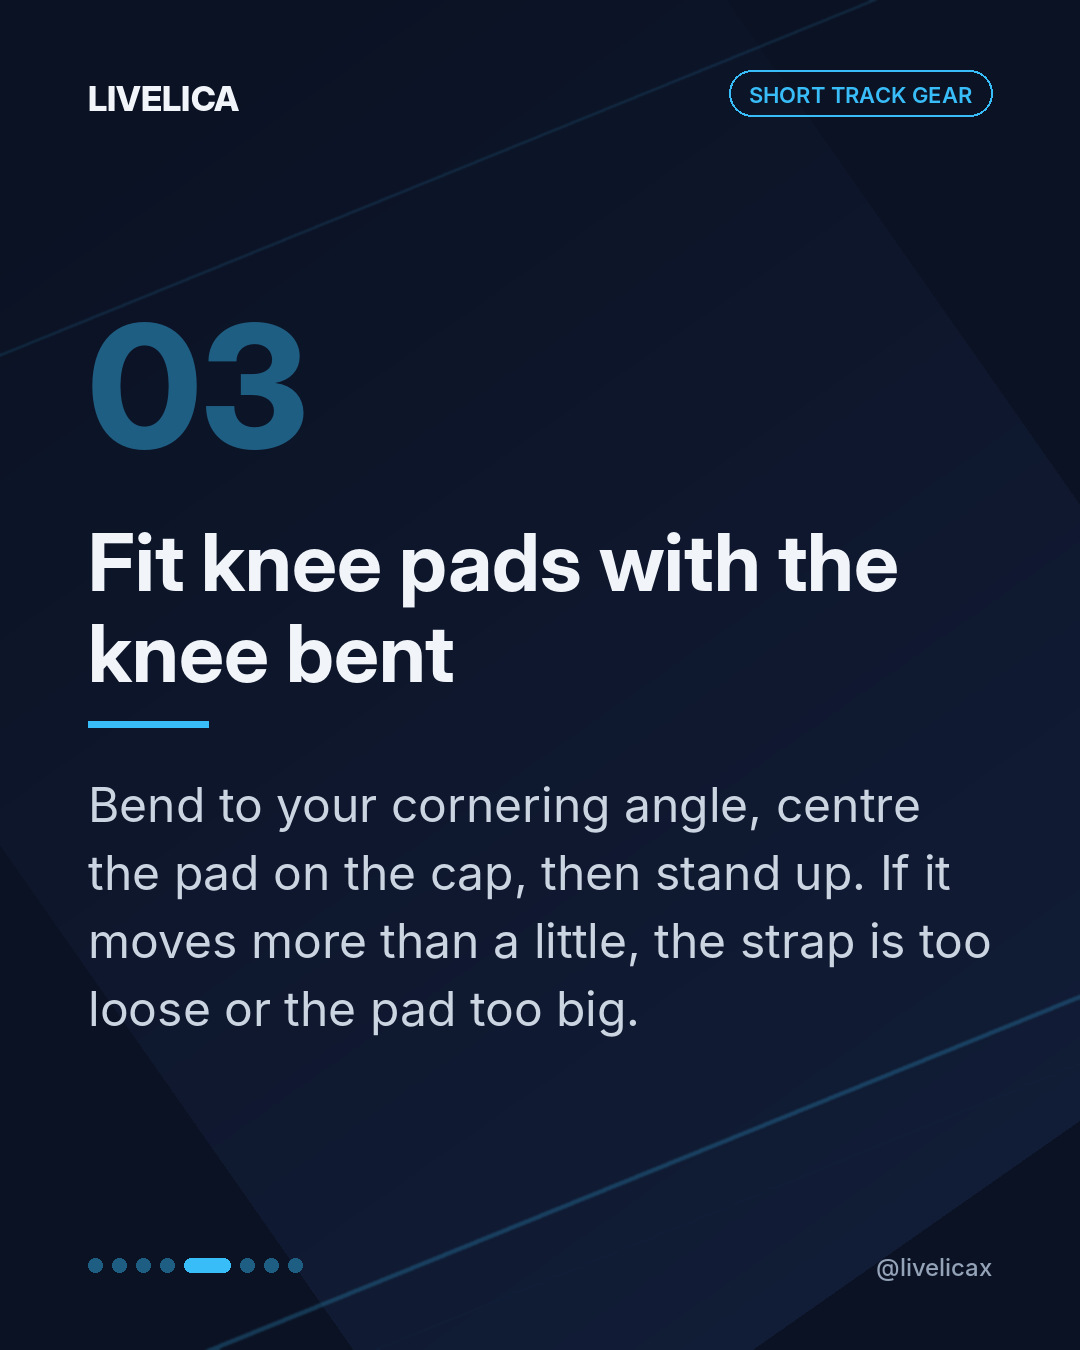 LIVELICA
SHORT TRACK GEAR
03
Fit knee pads with the
knee bent
Bend to your cornering angle, centre
the pad on the cap, then stand up. If it
moves more than a little, the strap is too
loose or the pad too big.
@livelicax